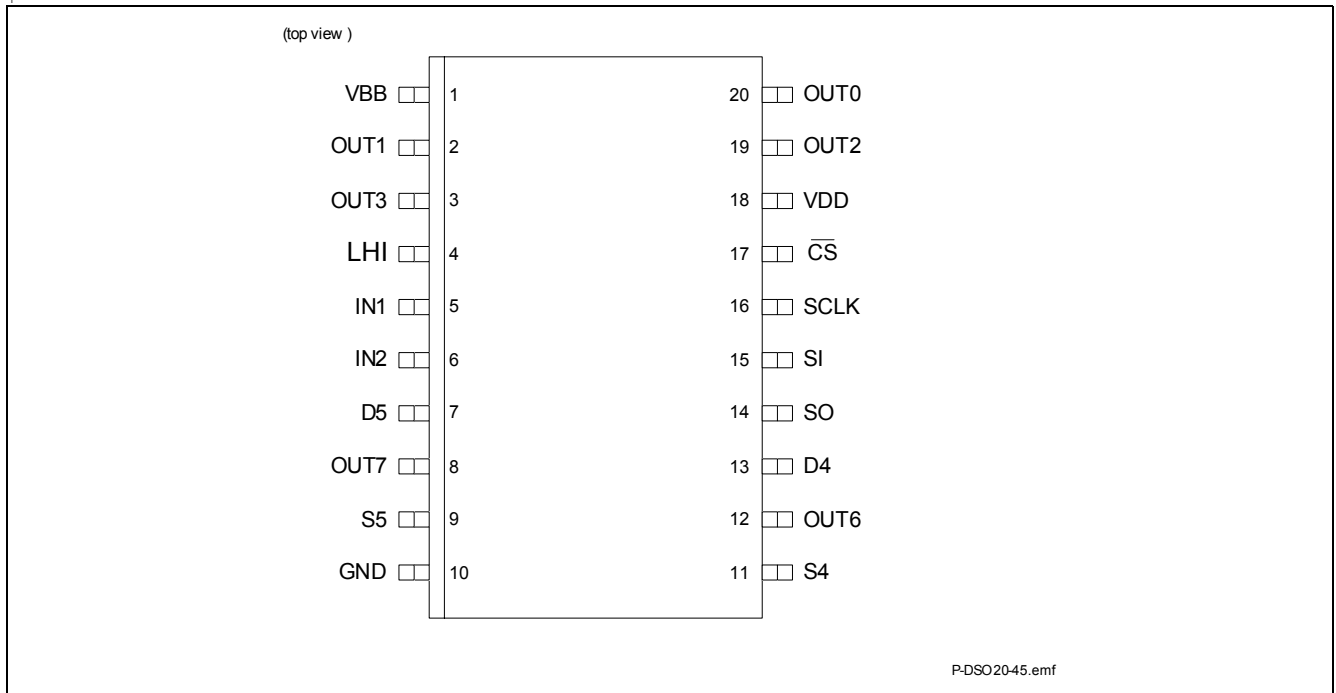 (top view )
VBB 1 20 OUT0
OUT1 2 19 OUT2
OUT3 3 18 VDD
LHI 4 17 C̅S̅
IN1 5 16 SCLK
IN2 6 15 SI
D5 7 14 SO
OUT7 8 13 D4
S5 9 12 OUT6
GND 10 11 S4
P-DSO20-45.emf